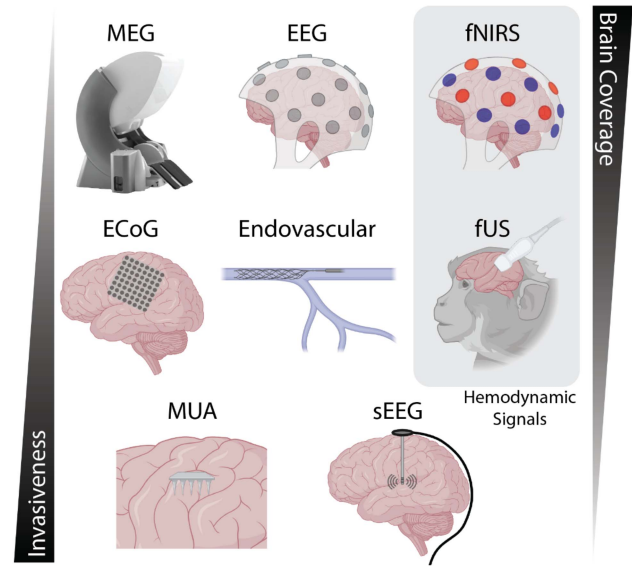 MEG
EEG
fNIRS
Brain Coverage
ECoG
Endovascular
fUS
Hemodynamic
Signals
MUA
sEEG
Invasiveness